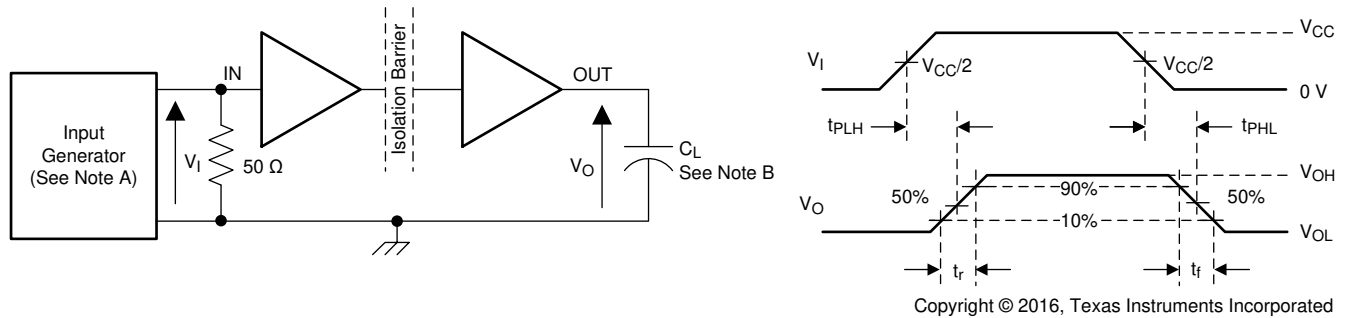 Input
Generator
(See Note A)
V_I
50 Ω
IN
Isolation Barrier
OUT
V_O
C_L
See Note B
V_I
V_CC/2
V_CC/2
V_CC
0 V
t_PLH
t_PHL
V_O
50%
90%
10%
50%
V_OH
V_OL
t_r
t_f
Copyright © 2016, Texas Instruments Incorporated